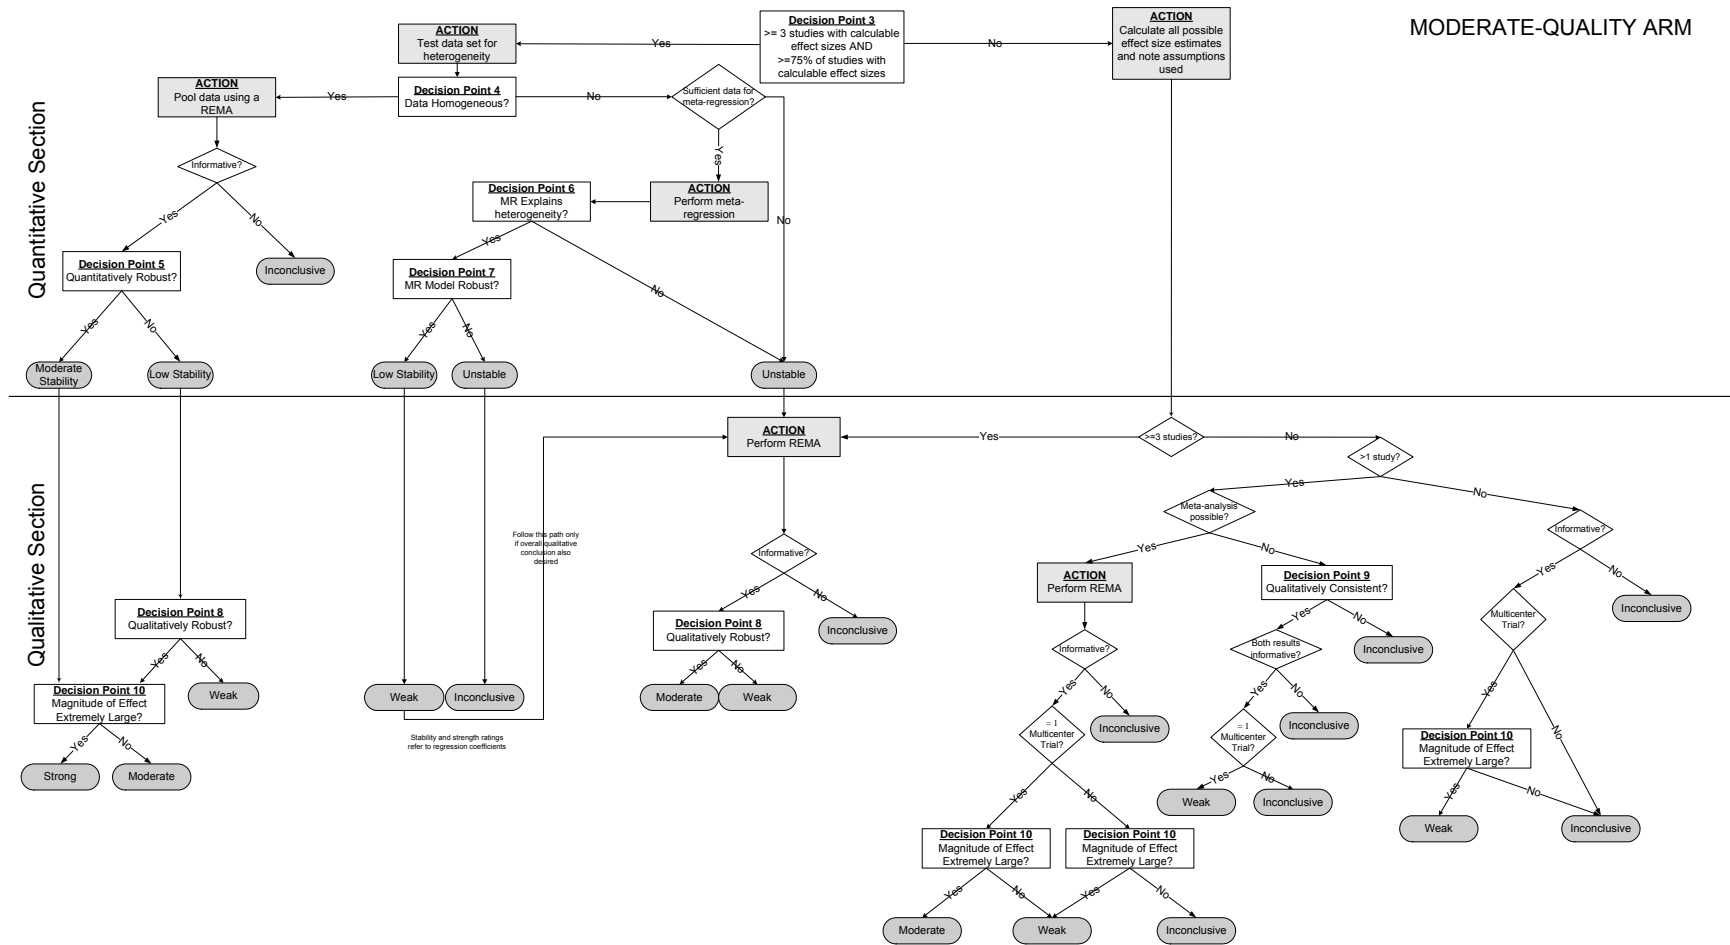 MODERATE-QUALITY ARM
Quantitative Section
Qualitative Section
Decision Point 3
>= 3 studies with calculable
effect sizes AND
>=75% of studies with
calculable effect sizes
Yes
No
ACTION
Test data set for
heterogeneity
ACTION
Calculate all possible
effect size estimates
and note assumptions
used
Decision Point 4
Data Homogeneous?
Yes
No
ACTION
Pool data using a
REMA
Sufficient data for
meta-regression?
Yes
No
Informative?
Yes
No
ACTION
Perform meta-
regression
Decision Point 6
MR Explains
heterogeneity?
Yes
No
Decision Point 5
Quantitatively Robust?
Inconclusive
Decision Point 7
MR Model Robust?
Yes
No
Yes
No
Moderate
Stability
Low Stability
Low Stability
Unstable
Unstable
ACTION
Perform REMA
Yes
>=3 studies?
No
>1 study?
Yes
No
Meta-analysis
possible?
Yes
No
Informative?
Yes
No
Follow this path only
if overall qualitative
conclusion also
desired
Informative?
Yes
No
ACTION
Perform REMA
Decision Point 9
Qualitatively Consistent?
Yes
No
Inconclusive
Decision Point 8
Qualitatively Robust?
Yes
No
Decision Point 8
Qualitatively Robust?
Yes
No
Inconclusive
Multicenter
Trial?
Yes
No
Informative?
Yes
No
Both results
informative?
Yes
No
Inconclusive
Decision Point 10
Magnitude of Effect
Extremely Large?
Yes
No
Weak
Weak
Inconclusive
Moderate
Weak
Stability and strength ratings
refer to regression coefficients
= 1
Multicenter
Trial?
Yes
No
Inconclusive
= 1
Multicenter
Trial?
Yes
No
Inconclusive
Decision Point 10
Magnitude of Effect
Extremely Large?
Yes
No
Strong
Moderate
Weak
Inconclusive
Weak
Inconclusive
Decision Point 10
Magnitude of Effect
Extremely Large?
Yes
No
Decision Point 10
Magnitude of Effect
Extremely Large?
Yes
No
Moderate
Weak
Inconclusive